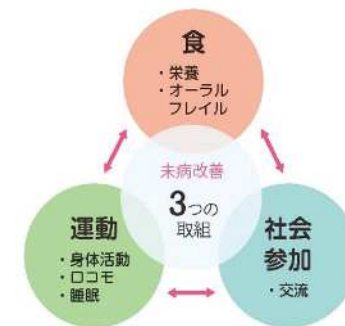 食
・栄養
・オーラル
フレイル
未病改善
3つの
取組
運動
・身体活動
・ロコモ
・睡眠
社会
参加
・交流